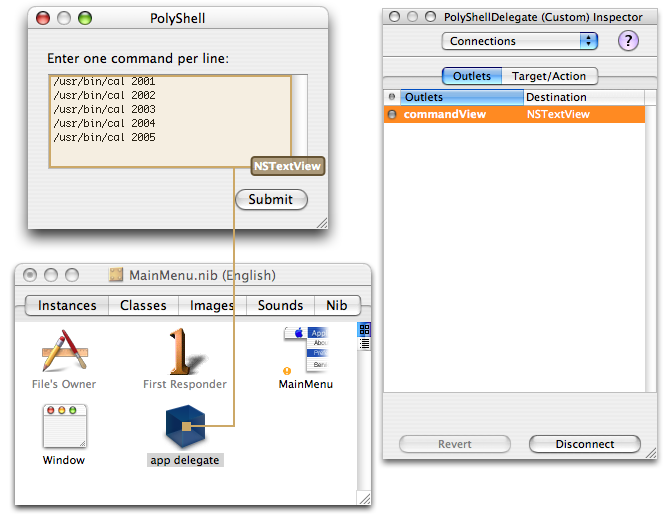 PolyShell
Enter one command per line:
/usr/bin/cal 2001
/usr/bin/cal 2002
/usr/bin/cal 2003
/usr/bin/cal 2004
/usr/bin/cal 2005
NSTextView
Submit
MainMenu.nib (English)
Instances Classes Images Sounds Nib
File's Owner First Responder MainMenu
Window app delegate
PolyShellDelegate (Custom) Inspector
Connections ?
Outlets Target/Action
Outlets Destination
commandView NSTextView
Revert Disconnect